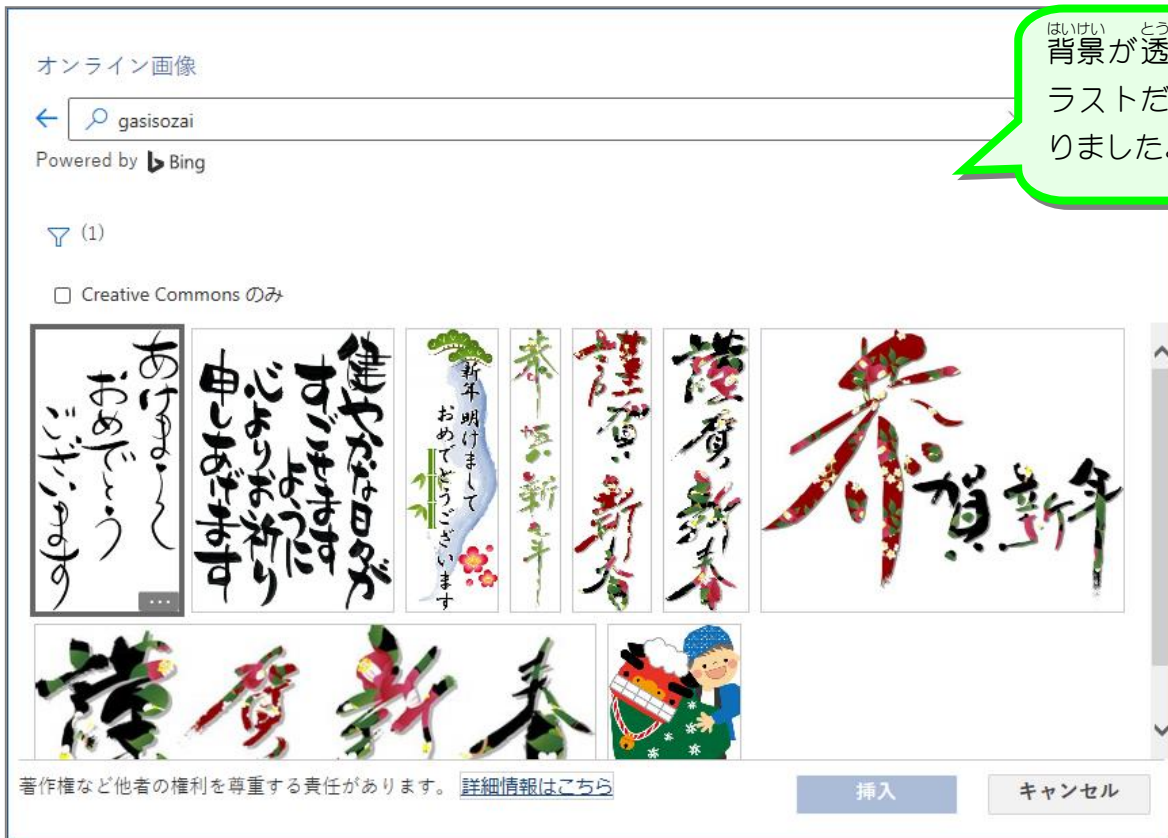 オンライン画像
gasisozai
Powered by Bing
(1)
Creative Commons のみ
はいけい とう
背景が透
ラストだ
りました
あけまして
おめでとう
ございます
健やかな日々が
すごせます
ように
心よりお祈り
申しあげます
新年 明けまして
おめでとうございます
恭賀新年
謹賀新春
謹賀新春
恭賀新年
謹賀新春
著作権など他者の権利を尊重する責任があります。 詳細情報はこちら
挿入
キャンセル